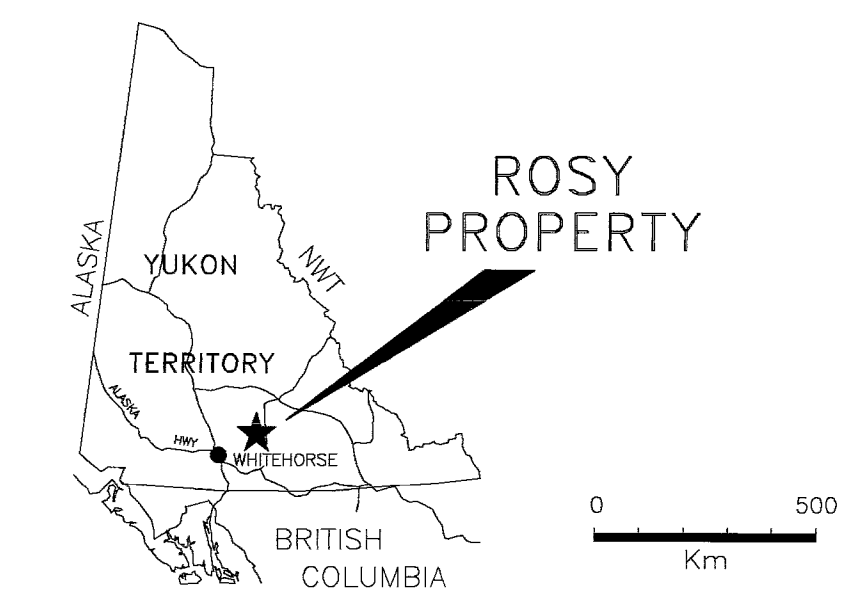 ROSY
PROPERTY
ALASKA
YUKON
NWT
TERRITORY
ALASKA
HWY
WHITEHORSE
0 500
Km
BRITISH
COLUMBIA